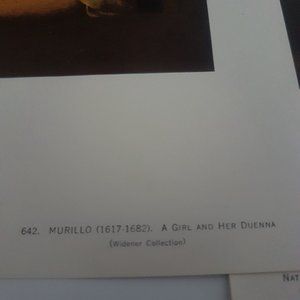 642. MURILLO (1617-1682). A GIRL AND HER DUENNA
(Widener Collection)
NAT